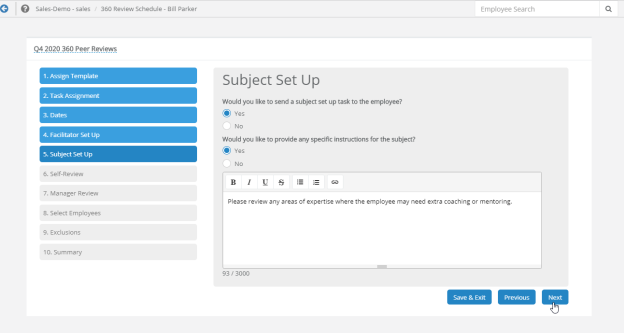 Sales-Demo - sales / 360 Review Schedule - Bill Parker
Employee Search
Q4 2020 360 Peer Reviews
1. Assign Template
2. Task Assignment
3. Dates
4. Facilitator Set Up
5. Subject Set Up
6. Self-Review
7. Manager Review
8. Select Employees
9. Exclusions
10. Summary
Subject Set Up
Would you like to send a subject set up task to the employee?
Yes
No
Would you like to provide any specific instructions for the subject?
Yes
No
B I U S
Please review any areas of expertise where the employee may need extra coaching or mentoring.
93 / 3000
Save & Exit Previous Next